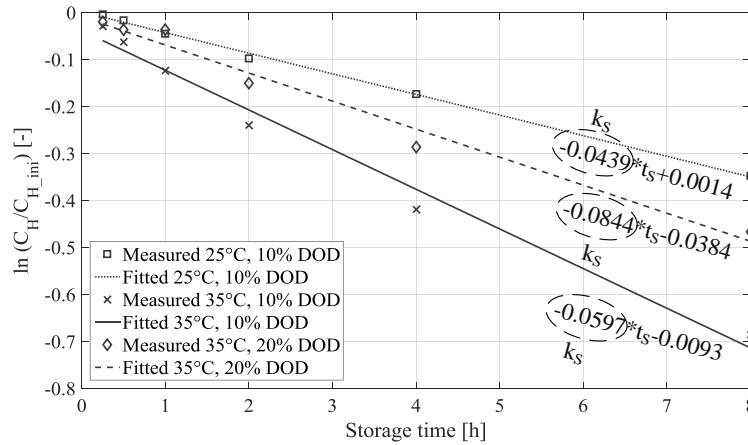 0
-0.1
-0.2
-0.3
-0.4
-0.5
-0.6
-0.7
-0.8
ln (C_H/C_{H_ini}) [-]
k_s
-0.0439*t_s+0.0014
-0.0844*t_s-0.0384
k_s
-0.0597*t_s-0.0093
k_s
Measured 25°C, 10% DOD
Fitted 25°C, 10% DOD
Measured 35°C, 10% DOD
Fitted 35°C, 10% DOD
Measured 35°C, 20% DOD
Fitted 35°C, 20% DOD
0 1 2 3 4 5 6 7 8
Storage time [h]